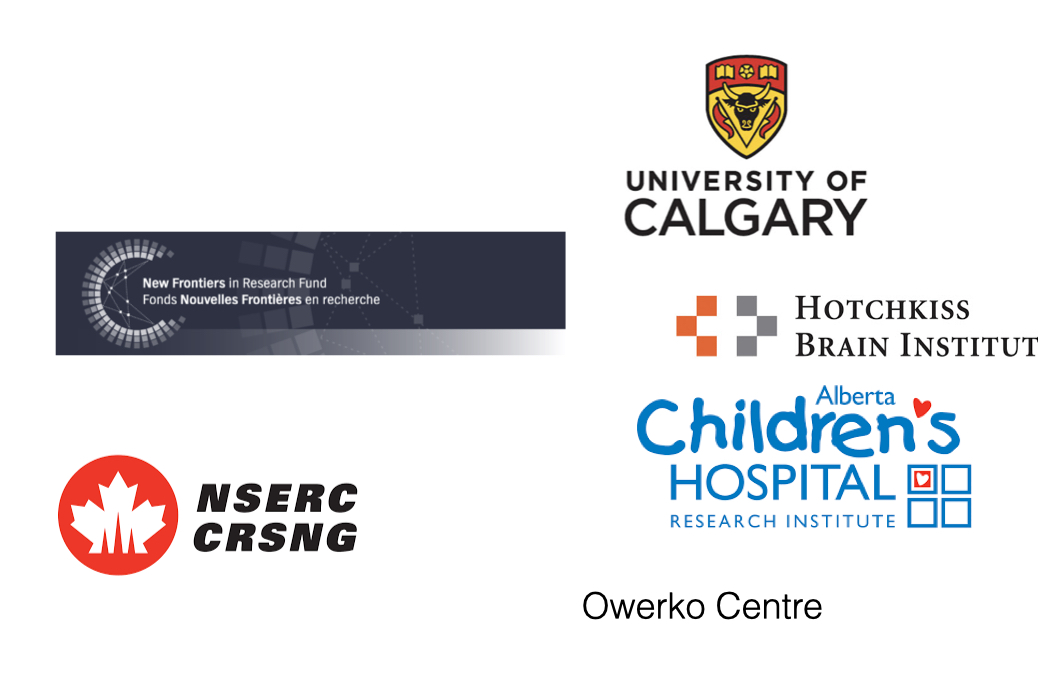 UNIVERSITY OF
CALGARY
New Frontiers in Research Fund
Fonds Nouvelles Frontières en recherche
HOTCHKISS
BRAIN INSTITUT
Alberta
Children's
HOSPITAL
RESEARCH INSTITUTE
NSERC
CRSNG
Owerko Centre